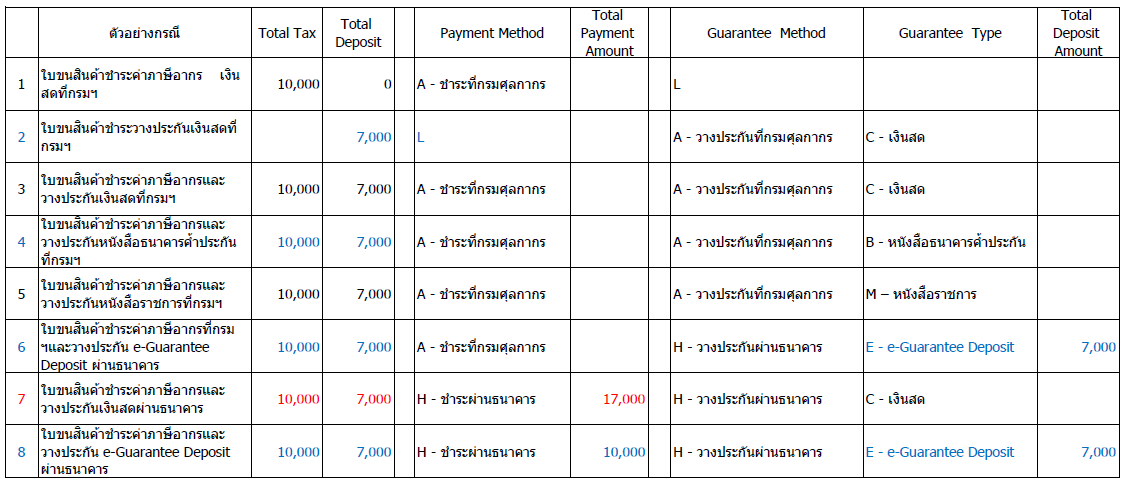 ตัวอย่างกรณี Total Tax Total Deposit Payment Method Total Payment Amount Guarantee Method Guarantee Type Total Deposit Amount
1 ใบขนสินค้าชำระค่าภาษีอากร เงิน
สดที่กรมฯ 10,000 0 A - ชำระที่กรมศุลกากร L
2 ใบขนสินค้าชำระวางประกันเงินสดที่
กรมฯ 7,000 L A - วางประกันที่กรมศุลกากร C - เงินสด
3 ใบขนสินค้าชำระค่าภาษีอากรและ
วางประกันเงินสดที่กรมฯ 10,000 7,000 A - ชำระที่กรมศุลกากร A - วางประกันที่กรมศุลกากร C - เงินสด
4 ใบขนสินค้าชำระค่าภาษีอากรและ
วางประกันหนังสือธนาคารค้ำประกัน
ที่กรมฯ 10,000 7,000 A - ชำระที่กรมศุลกากร A - วางประกันที่กรมศุลกากร B - หนังสือธนาคารค้ำประกัน
5 ใบขนสินค้าชำระค่าภาษีอากรและ
วางประกันหนังสือราชการที่กรมฯ 10,000 7,000 A - ชำระที่กรมศุลกากร A - วางประกันที่กรมศุลกากร M – หนังสือราชการ
6 ใบขนสินค้าชำระค่าภาษีอากรที่กรม
ฯและวางประกัน e-Guarantee
Deposit ผ่านธนาคาร 10,000 7,000 A - ชำระที่กรมศุลกากร H - วางประกันผ่านธนาคาร E - e-Guarantee Deposit 7,000
7 ใบขนสินค้าชำระค่าภาษีอากรและ
วางประกันเงินสดผ่านธนาคาร 10,000 7,000 H - ชำระผ่านธนาคาร 17,000 H - วางประกันผ่านธนาคาร C - เงินสด
8 ใบขนสินค้าชำระค่าภาษีอากรและ
วางประกัน e-Guarantee Deposit
ผ่านธนาคาร 10,000 7,000 H - ชำระผ่านธนาคาร 10,000 H - วางประกันผ่านธนาคาร E - e-Guarantee Deposit 7,000